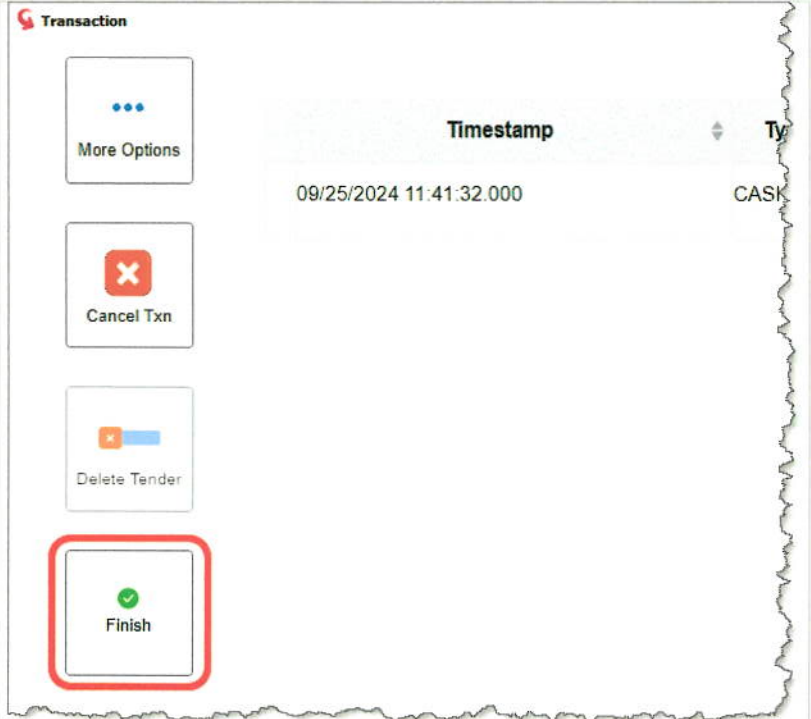 Transaction
More Options
Timestamp
09/25/2024 11:41:32.000
Cancel Txn
Delete Tender
Finish